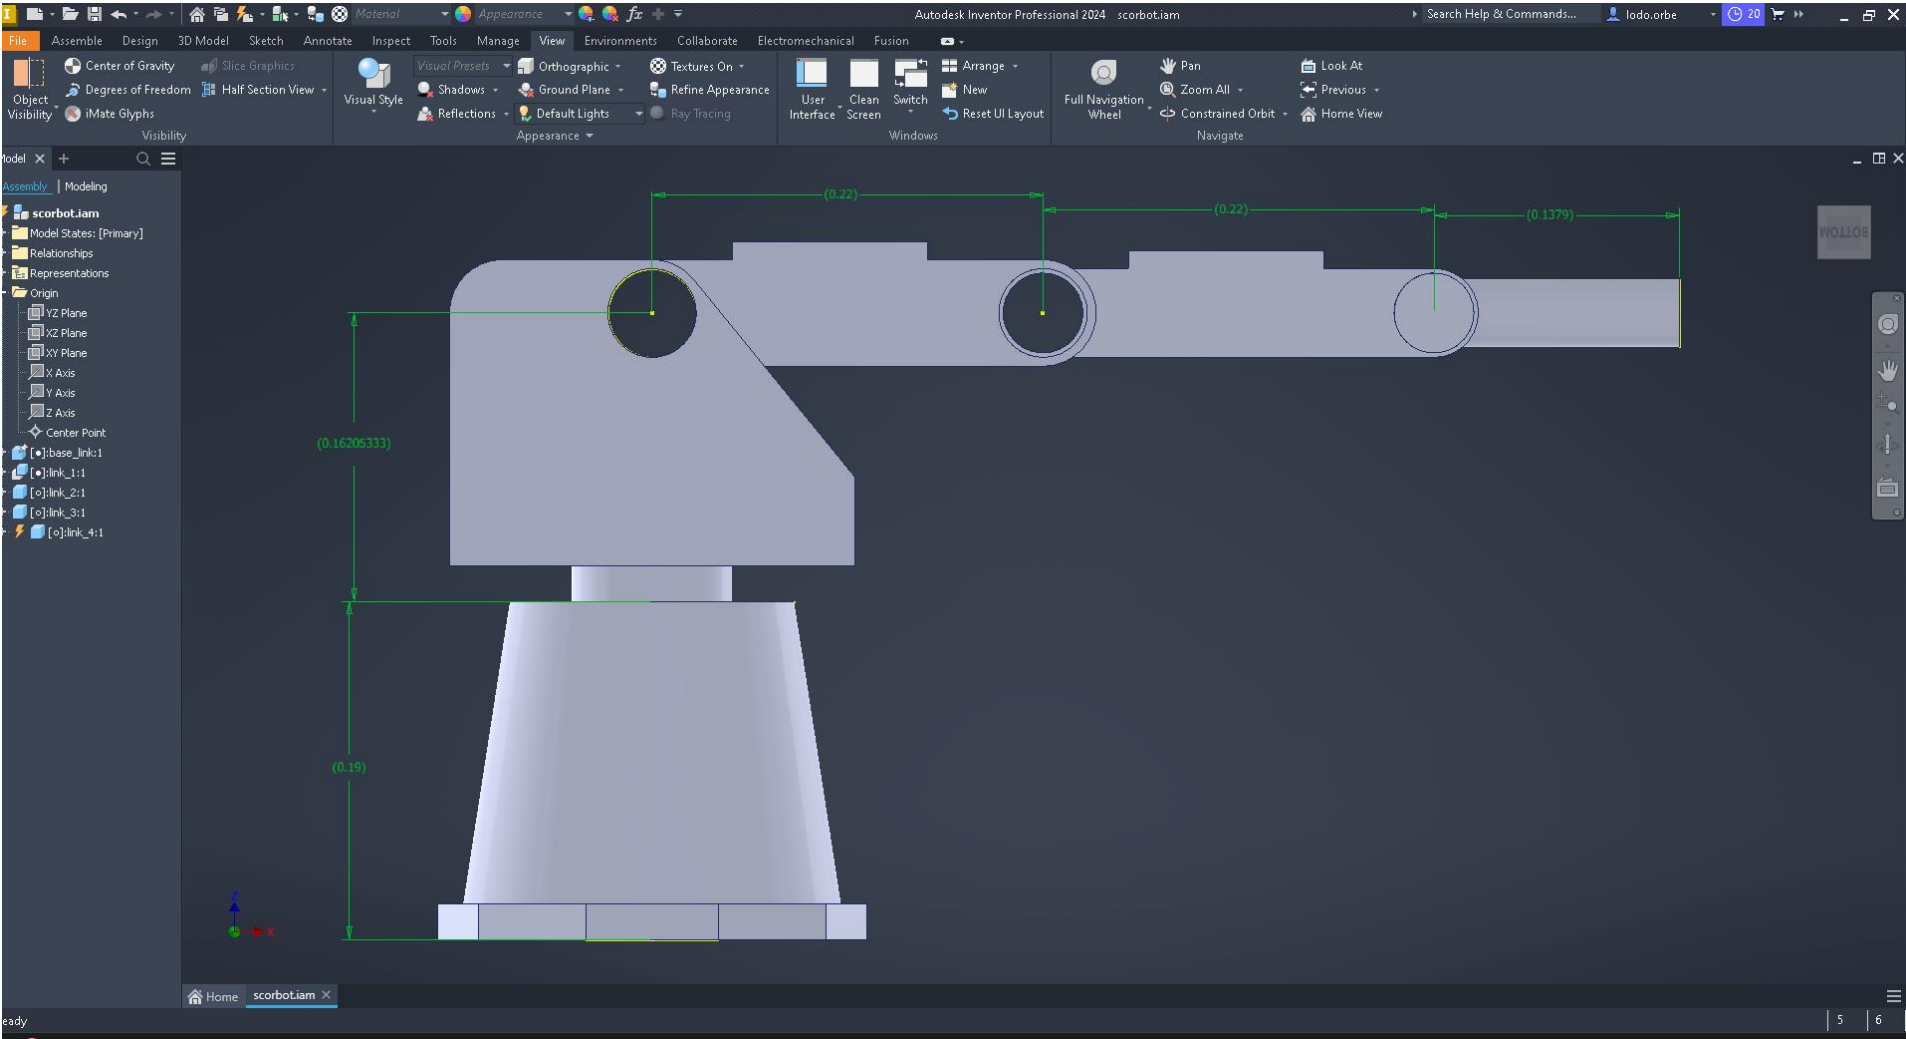 Material Appearance fx Autodesk Inventor Professional 2024 scorbot.iam Search Help & Commands... lodo.orbe 20
File Assemble Design 3D Model Sketch Annotate Inspect Tools Manage View Environments Collaborate Electromechanical Fusion
Object Visibility
Center of Gravity
Degrees of Freedom
iMate Glyphs
Slice Graphics
Half Section View
Visibility
Visual Style
Visual Presets
Shadows
Reflections
Orthographic
Ground Plane
Default Lights
Textures On
Refine Appearance
Ray Tracing
Appearance
User Interface
Clean Screen
Switch
Arrange
New
Reset UI Layout
Windows
Full Navigation Wheel
Pan
Zoom All
Constrained Orbit
Look At
Previous
Home View
Navigate
Model
Assembly | Modeling
scorbot.iam
Model States: [Primary]
Relationships
Representations
Origin
YZ Plane
XZ Plane
XY Plane
X Axis
Y Axis
Z Axis
Center Point
[●]:base_link:1
[●]:link_1:1
[○]:link_2:1
[○]:link_3:1
[○]:link_4:1
(0.22)
(0.22)
(0.1379)
BOTTOM
(0.16205333)
(0.19)
Z
X
Home scorbot.iam
eady
5 6